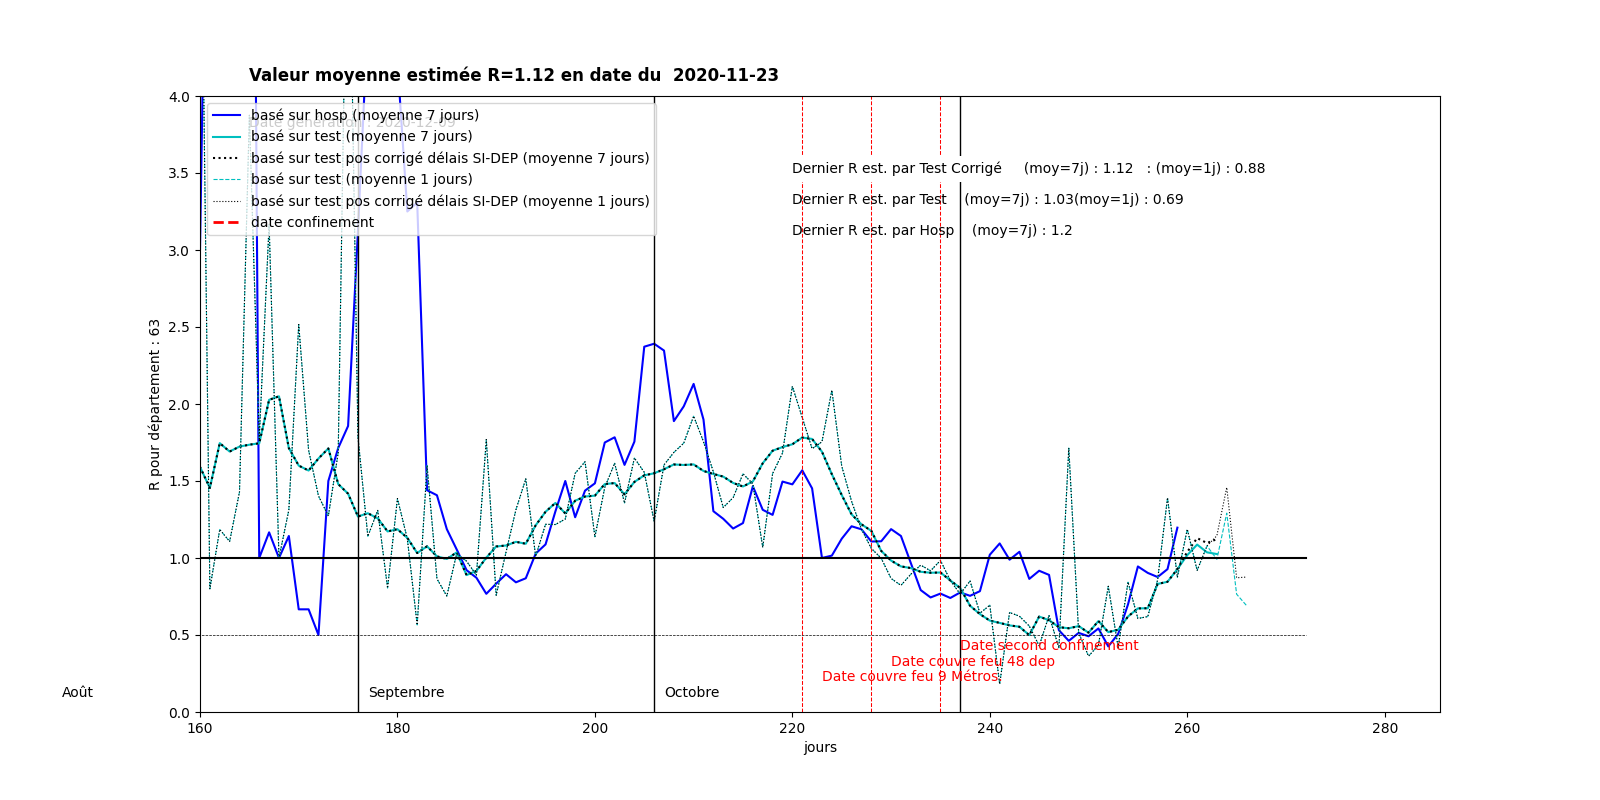 Valeur moyenne estimée R=1.12 en date du  2020-11-23
4.0
3.5
3.0
2.5
2.0
1.5
1.0
0.5
0.0
R pour département : 63
basé sur hosp (moyenne 7 jours)
basé sur test (moyenne 7 jours)
basé sur test pos corrigé délais SI-DEP (moyenne 7 jours)
basé sur test (moyenne 1 jours)
basé sur test pos corrigé délais SI-DEP (moyenne 1 jours)
date confinement
Dernier R est. par Test Corrigé     (moy=7j) : 1.12   : (moy=1j) : 0.88
Dernier R est. par Test    (moy=7j) : 1.03(moy=1j) : 0.69
Dernier R est. par Hosp    (moy=7j) : 1.2
Date second confinement
Date couvre feu 48 dep
Date couvre feu 9 Métros
Août
Septembre
Octobre
160 180 200 220 240 260 280
jours